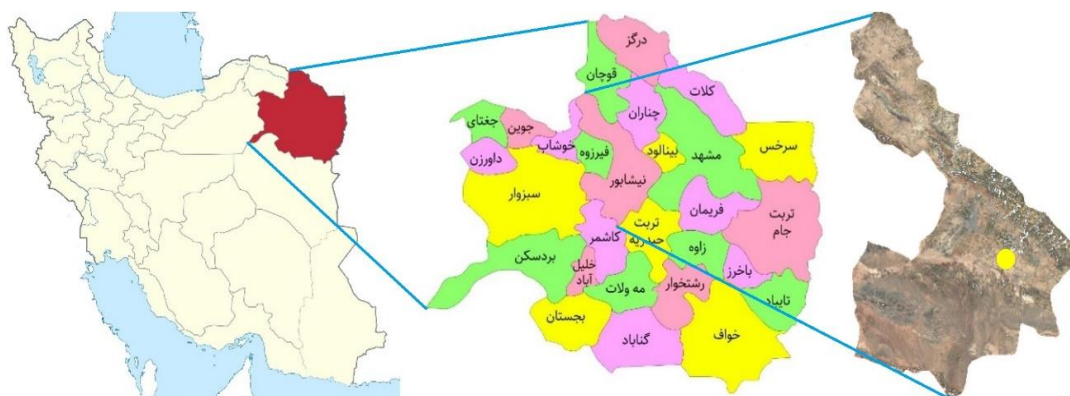 درگز
قوچان
کلات
چناران
جغتای
جوین
خوشاب
فیرزوه
بینالود
مشهد
سرخس
داورزن
نیشابور
سبزوار
فریمان
تربت
جام
تربت
حیدریه
کاشمر
زاوه
باخرز
بردسکن
خلیل
آباد
مه ولات
رشتخوار
تایباد
بجستان
گناباد
خواف